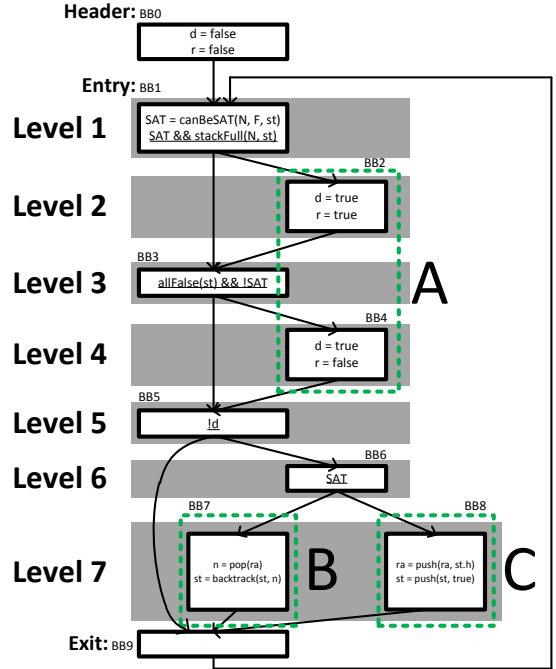 Header: BB0
d = false
r = false
Entry: BB1
Level 1
SAT = canBeSAT(N, F, st)
SAT && stackFull(N, st)
BB2
Level 2
d = true
r = true
A
BB3
Level 3
allFalse(st) && !SAT
BB4
Level 4
d = true
r = false
BB5
Level 5
!d
BB6
Level 6
SAT
BB7
BB8
Level 7
n = pop(ra)
st = backtrack(st, n)
B
ra = push(ra, st.h)
st = push(st, true)
C
Exit: BB9